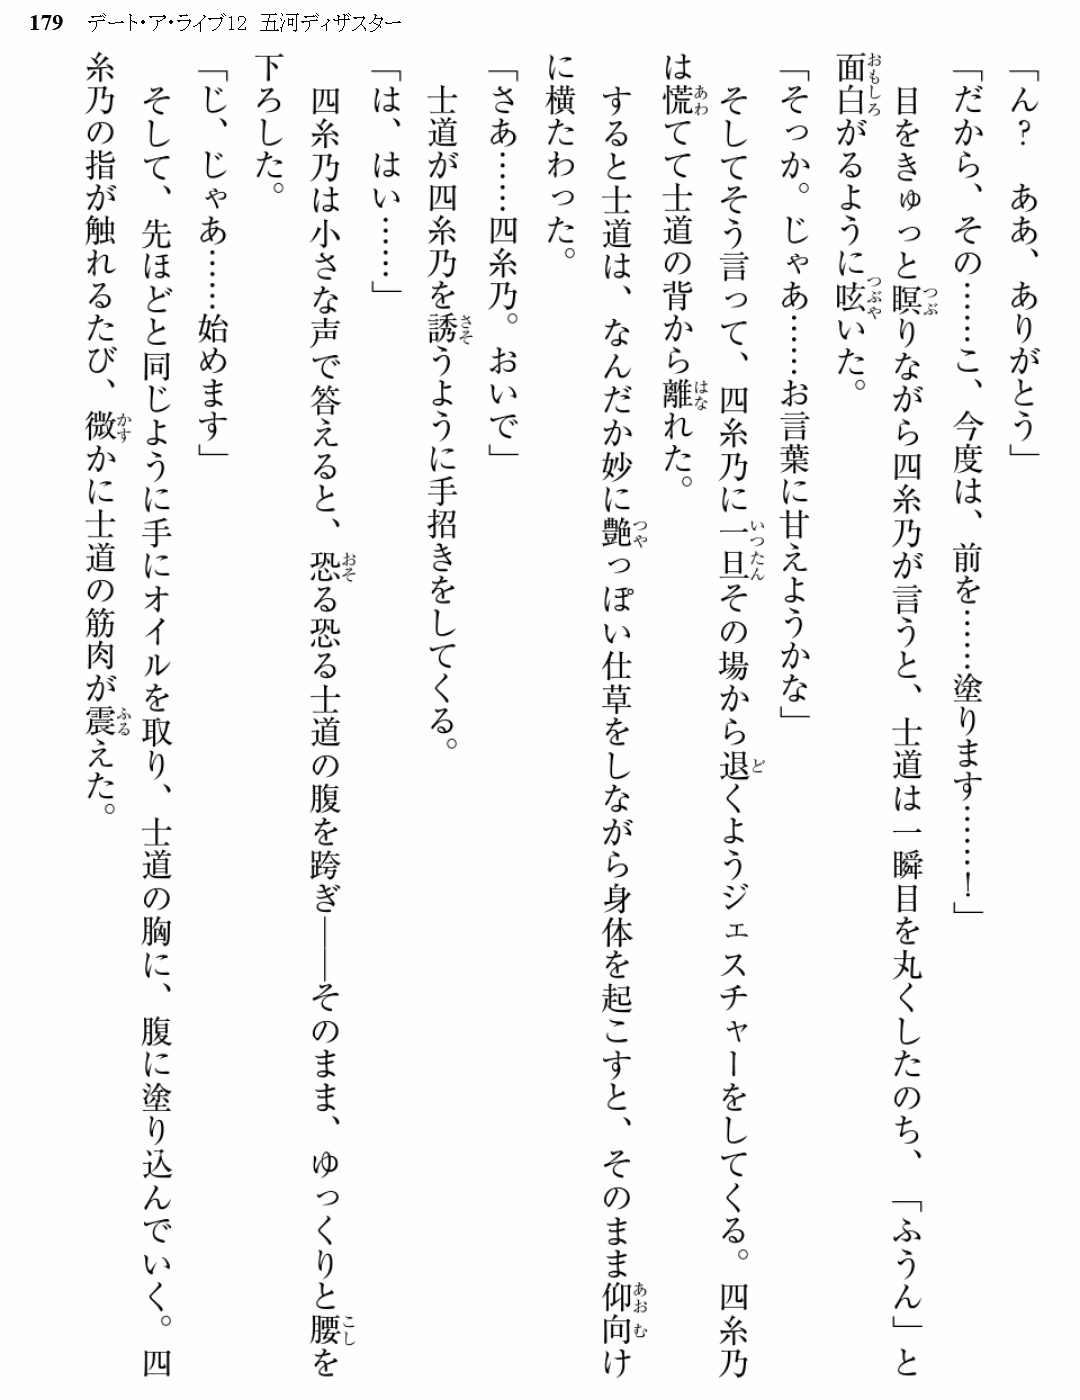 179 デート・ア・ライブ12 五河ディザスター
「ん? ああ、ありがとう」
「だから、その……こ、今度は、前を……塗ります……！」
目をきゅっと瞑りながら四糸乃が言うと、士道は一瞬目を丸くしたのち、「ふうん」と
面白がるように呟いた。
「そっか。じゃあ……お言葉に甘えようかな」
そしてそう言って、四糸乃に一旦その場から退くようジェスチャーをしてくる。四糸乃
は慌てて士道の背から離れた。
すると士道は、なんだか妙に艶っぽい仕草をしながら身体を起こすと、そのまま仰向け
に横たわった。
「さあ……四糸乃。おいで」
士道が四糸乃を誘うように手招きをしてくる。
「は、はい……」
四糸乃は小さな声で答えると、恐る恐る士道の腹を跨ぎ——そのまま、ゆっくりと腰を
下ろした。
「じ、じゃあ……始めます」
そして、先ほどと同じように手にオイルを取り、士道の胸に、腹に塗り込んでいく。四
糸乃の指が触れるたび、微かに士道の筋肉が震えた。